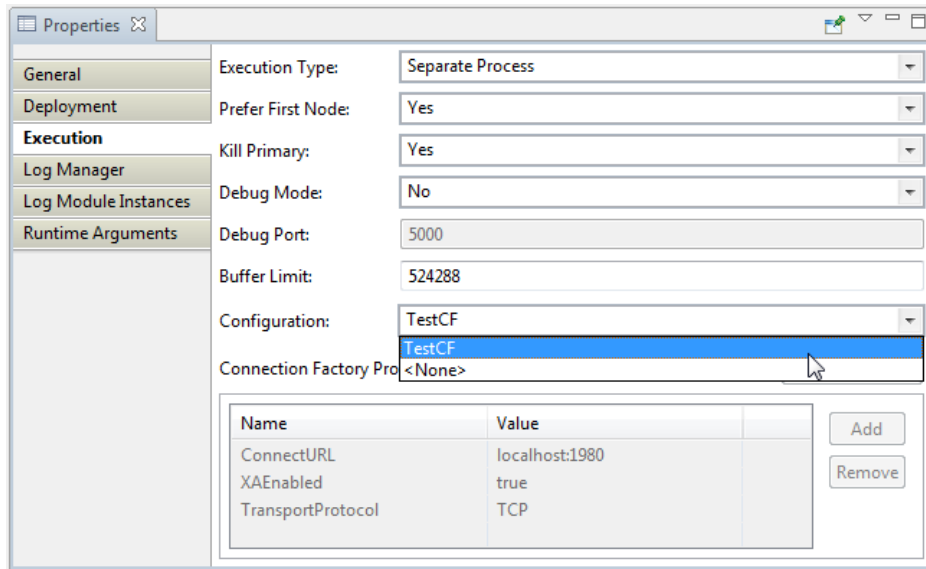 Properties
General
Deployment
Execution
Log Manager
Log Module Instances
Runtime Arguments
Execution Type: Separate Process
Prefer First Node: Yes
Kill Primary: Yes
Debug Mode: No
Debug Port: 5000
Buffer Limit: 524288
Configuration: TestCF
TestCF
Connection Factory Pro <None>
Name Value
ConnectURL localhost:1980
XAEnabled true
TransportProtocol TCP
Add
Remove